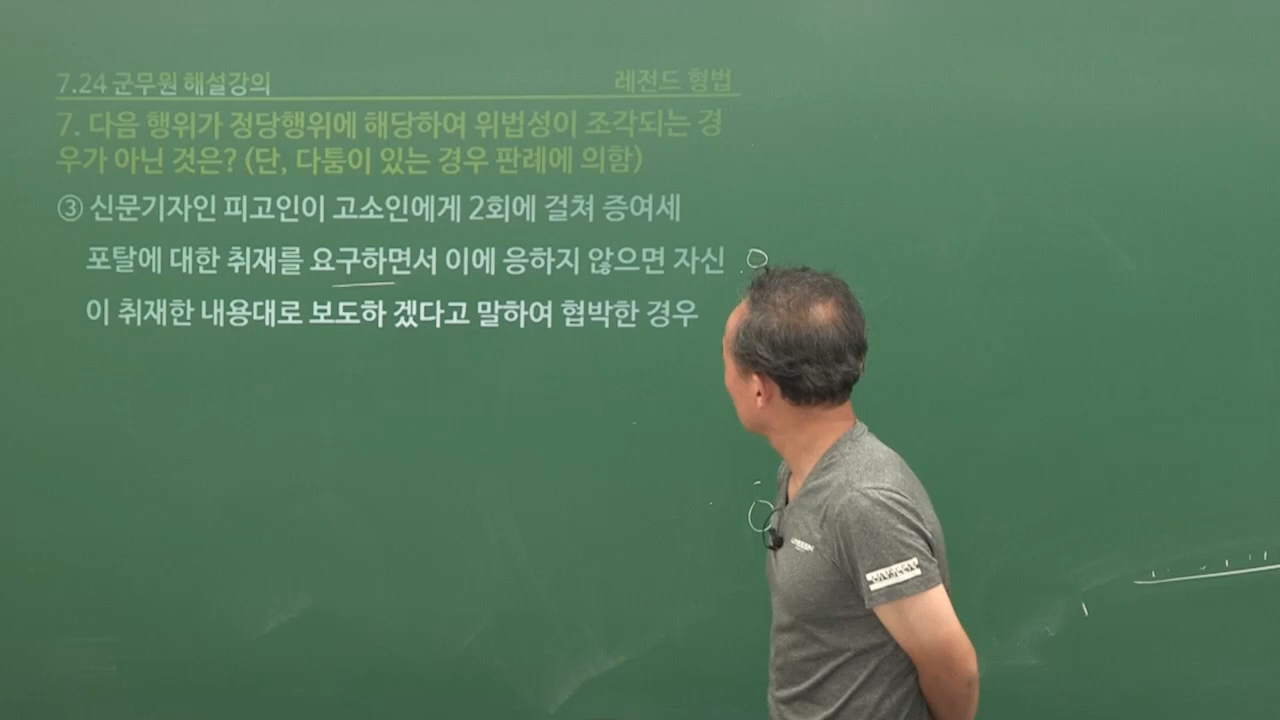 7.24 군무원 해설강의
레전드 형법
7. 다음 행위가 정당행위에 해당하여 위법성이 조각되는 경
우가 아닌 것은? (단, 다툼이 있는 경우 판례에 의함)
③ 신문기자인 피고인이 고소인에게 2회에 걸쳐 증여세
포탈에 대한 취재를 요구하면서 이에 응하지 않으면 자신
이 취재한 내용대로 보도하 겠다고 말하여 협박한 경우